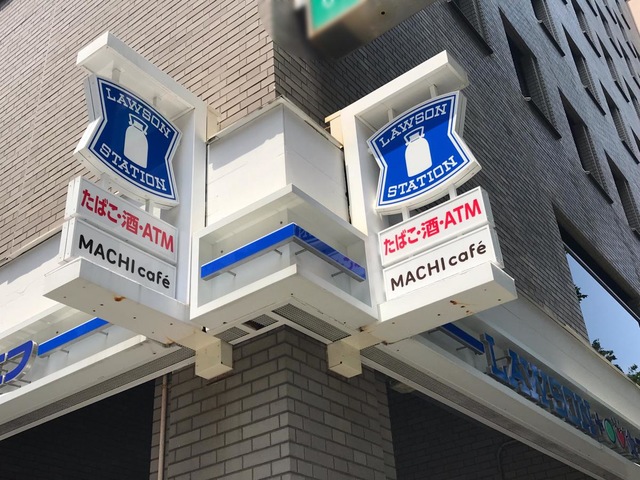 LAWSON
STATION
たばこ・酒・ATM
MACHI café
LAWSON
STATION
たばこ・酒・ATM
MACHI café
LAWSON